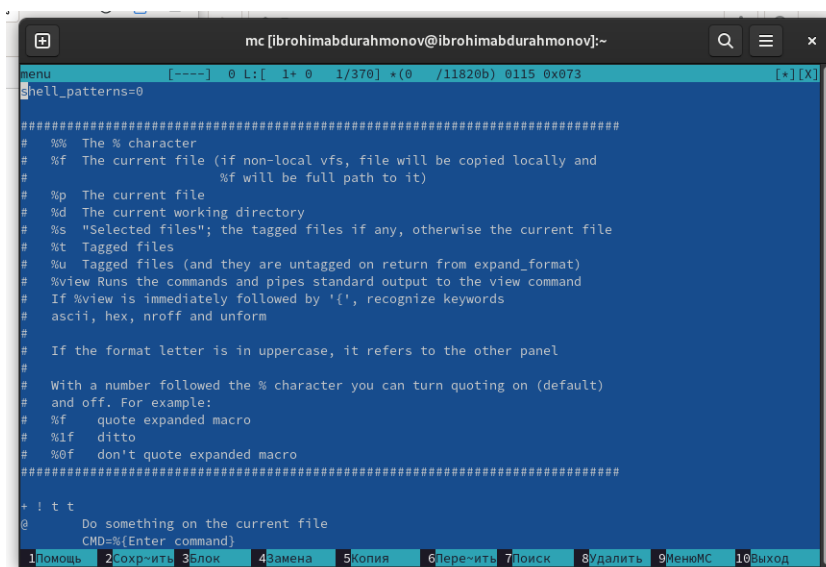 mc [ibrohimabdurahmonov@ibrohimabdurahmonov]:~
menu [----] 0 L:[ 1+ 0 1/370] *(0 /11820b) 0115 0x073 [*][X]
shell_patterns=0
###############################################################################
# %% The % character
# %f The current file (if non-local vfs, file will be copied locally and
# %f will be full path to it)
# %p The current file
# %d The current working directory
# %s "Selected files"; the tagged files if any, otherwise the current file
# %t Tagged files
# %u Tagged files (and they are untagged on return from expand_format)
# %view Runs the commands and pipes standard output to the view command
# If %view is immediately followed by '{', recognize keywords
# ascii, hex, nroff and unform
#
# If the format letter is in uppercase, it refers to the other panel
#
# With a number followed the % character you can turn quoting on (default)
# and off. For example:
# %f quote expanded macro
# %1f ditto
# %0f don't quote expanded macro
###############################################################################
+ ! t t
@ Do something on the current file
CMD=%{Enter command}
1Помощь 2Сохр~ить 3Блок 4Замена 5Копия 6Пере~ить 7Поиск 8Удалить 9МенюMC 10Выход